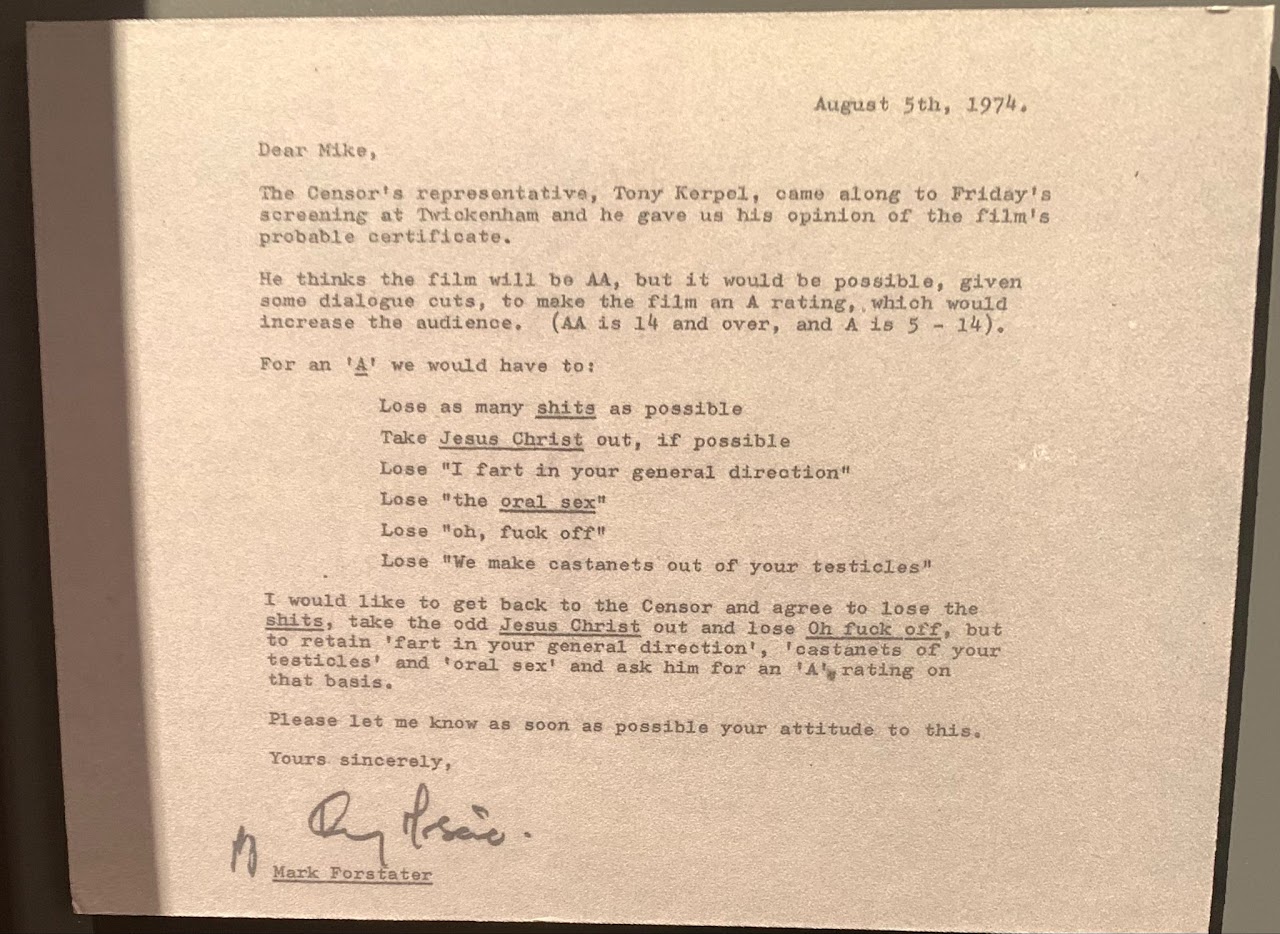 August 5th, 1974.
Dear Mike,
The Censor's representative, Tony Kerpel, came along to Friday's
screening at Twickenham and he gave us his opinion of the film's
probable certificate.
He thinks the film will be AA, but it would be possible, given
some dialogue cuts, to make the film an A rating, which would
increase the audience. (AA is 14 and over, and A is 5 - 14).
For an 'A' we would have to:
Lose as many shits as possible
Take Jesus Christ out, if possible
Lose "I fart in your general direction"
Lose "the oral sex"
Lose "oh, fuck off"
Lose "We make castanets out of your testicles"
I would like to get back to the Censor and agree to lose the
shits, take the odd Jesus Christ out and lose Oh fuck off, but
to retain 'fart in your general direction', 'castanets of your
testicles' and 'oral sex' and ask him for an 'A' rating on
that basis.
Please let me know as soon as possible your attitude to this.
Yours sincerely,
Mark Forstater